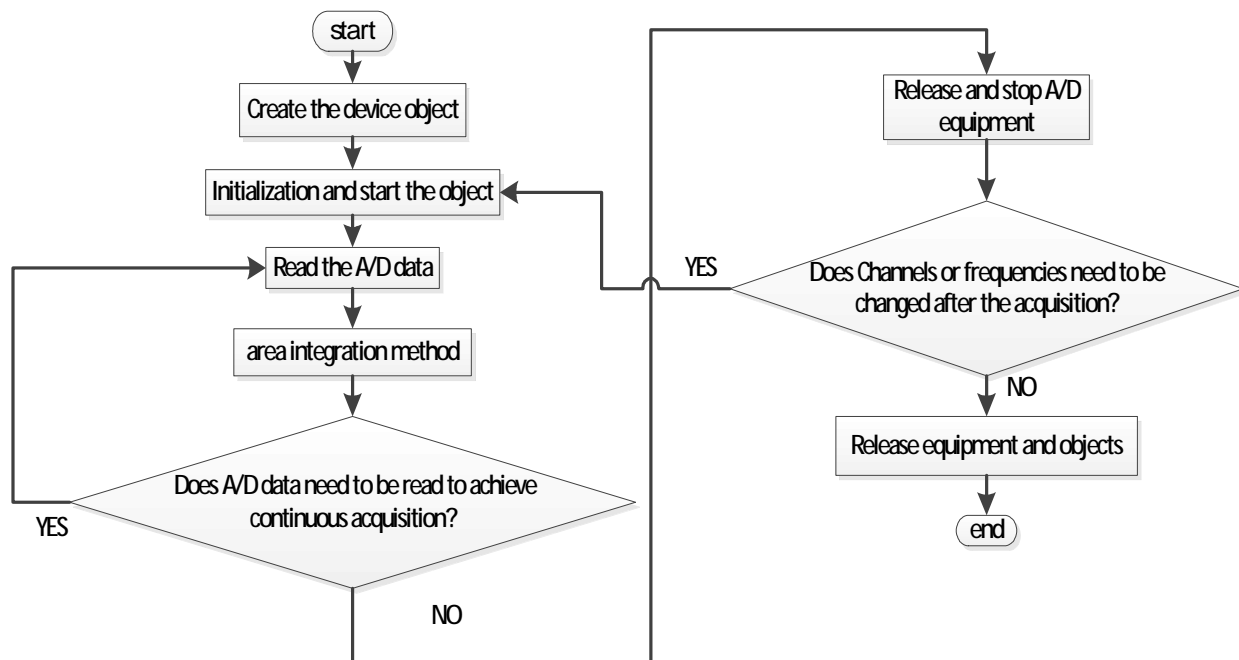 start
Create the device object
Initialization and start the object
Read the A/D data
area integration method
Does A/D data need to be read to achieve
continuous acquisition?
YES
NO
Release and stop A/D
equipment
Does Channels or frequencies need to be
changed after the acquisition?
YES
NO
Release equipment and objects
end